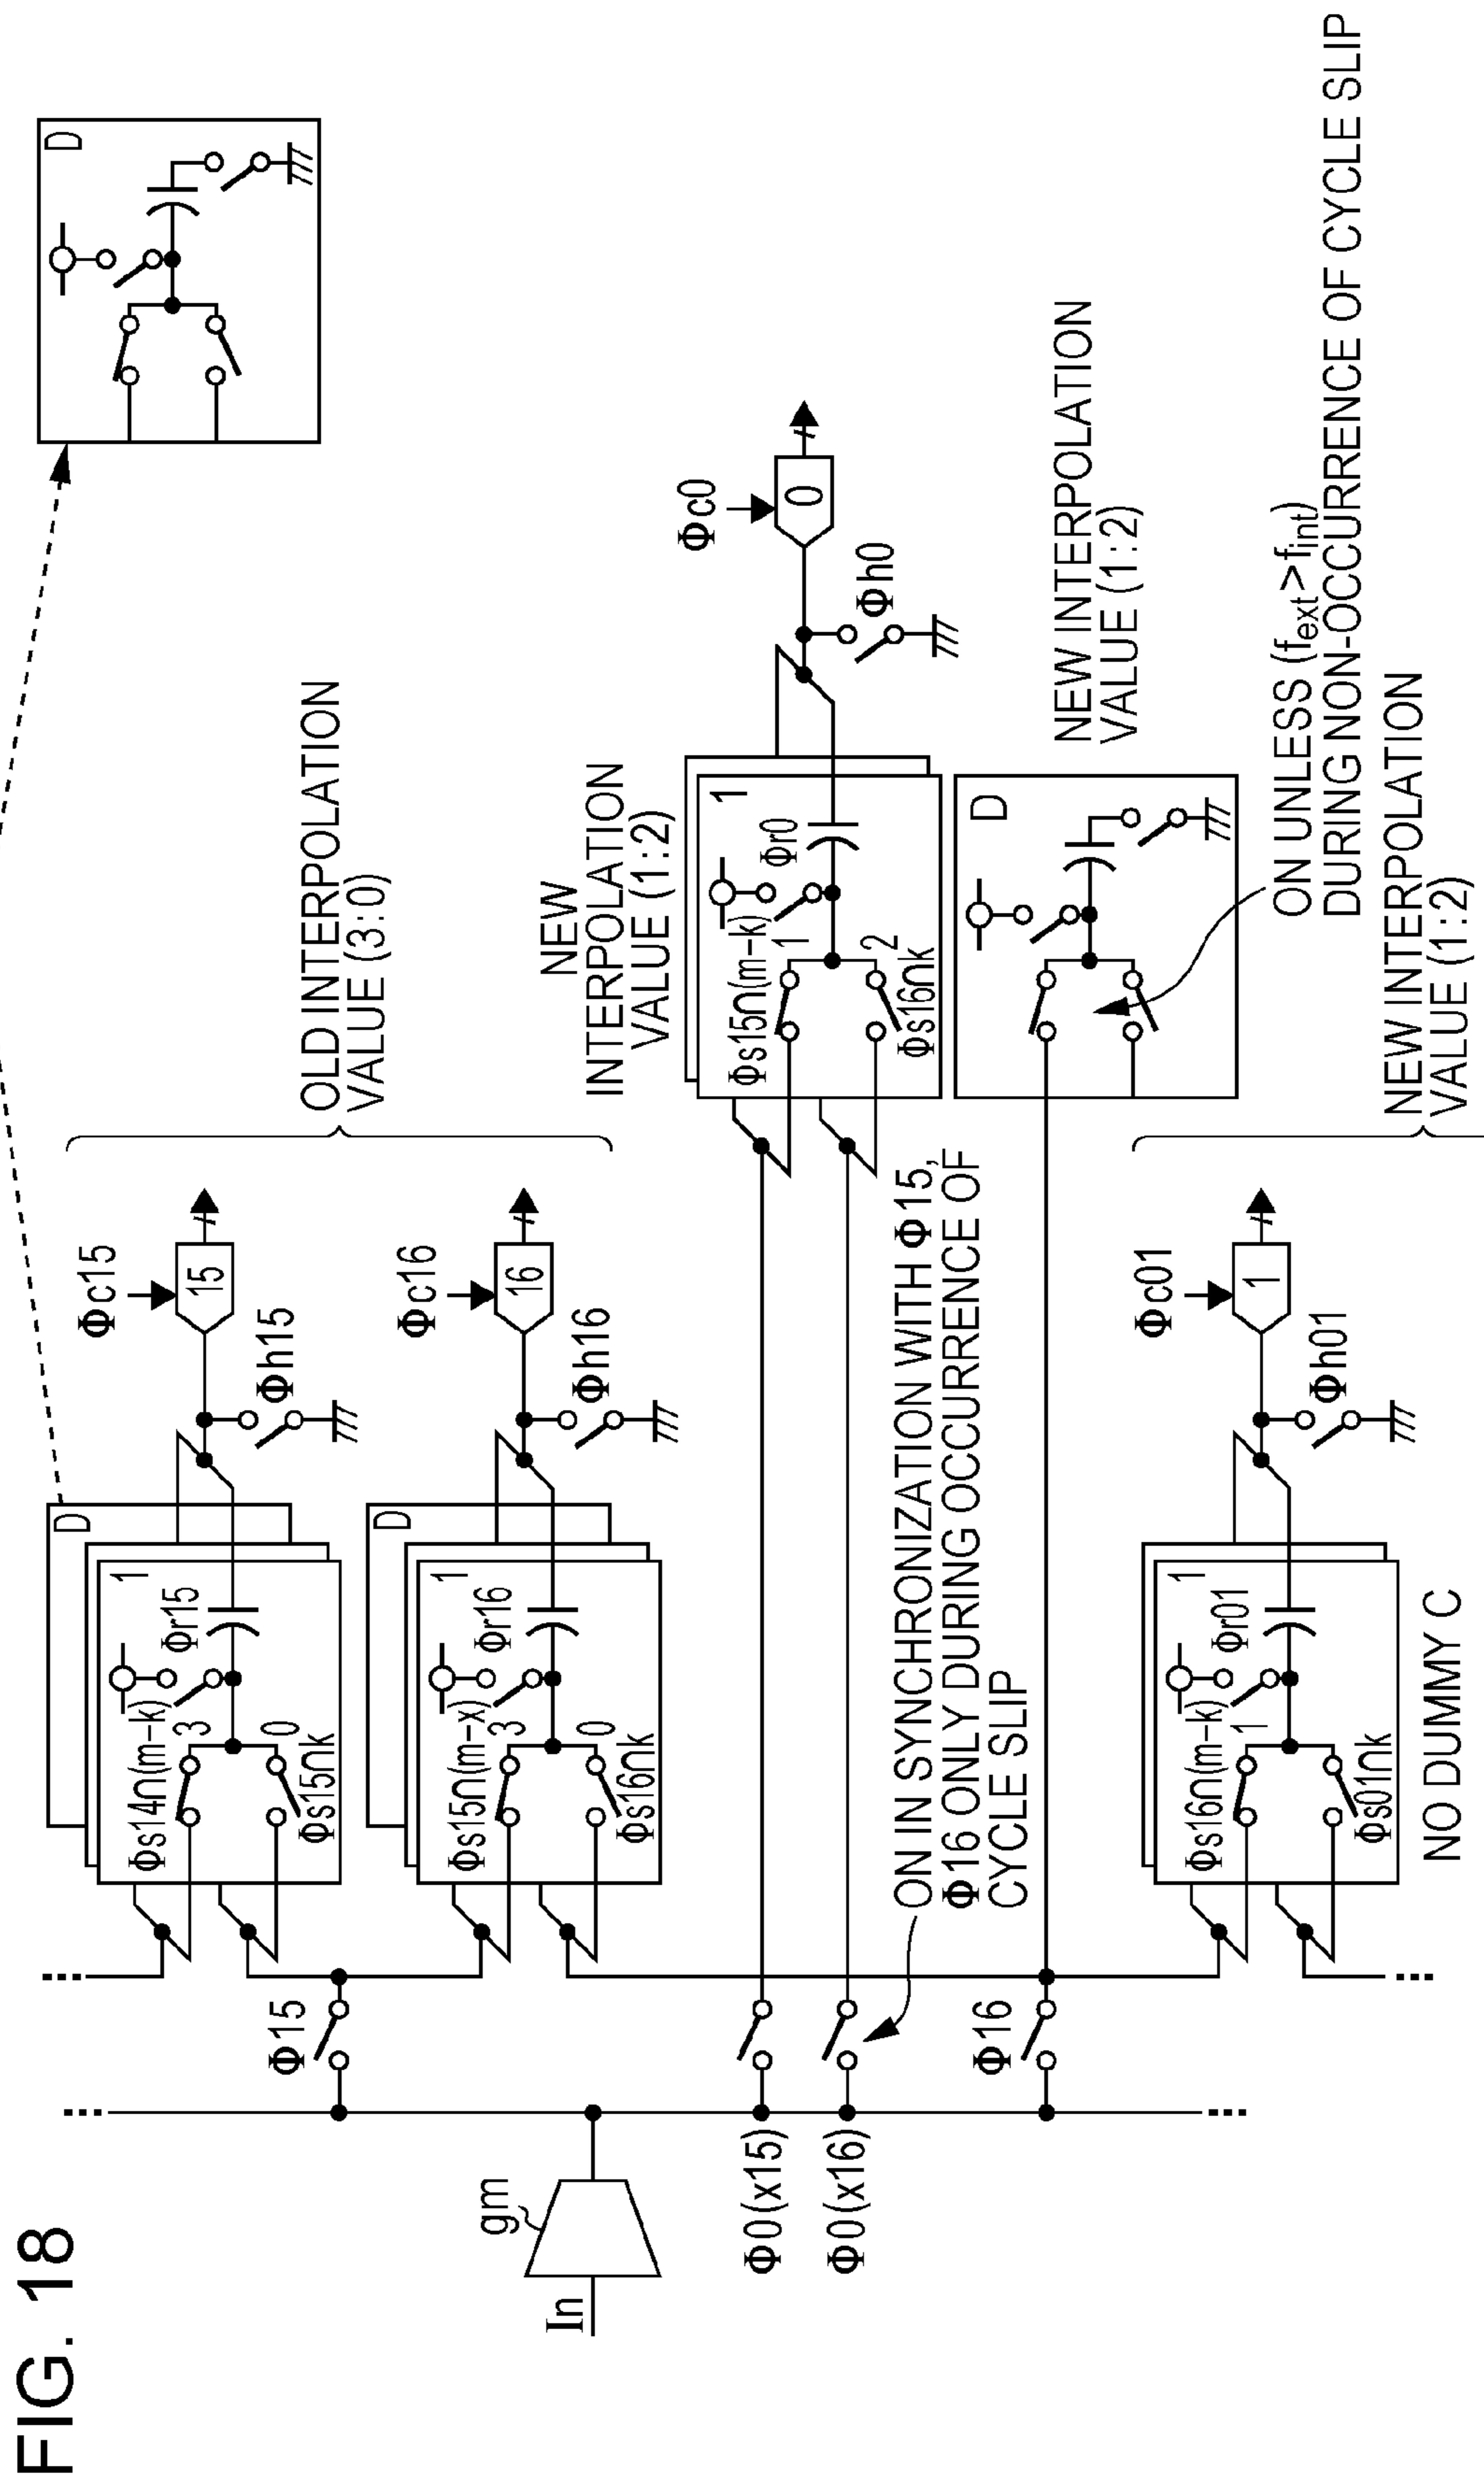 FIG. 18
D
OLD INTERPOLATION
VALUE (3:0)
Φc15
15
Φh15
D
1
Φr15
Φs14∩(m-k)
3
0
Φs15∩k
Φ15
Φc16
16
Φh16
D
1
Φr16
Φs15∩(m-x)
3
0
Φs16∩k
gm
In
NEW
INTERPOLATION
VALUE (1:2)
Φc0
0
Φh0
1
Φr0
Φs15∩(m-k)
1
2
Φs16∩k
Φ0(x15)
Φ0(x16)
ON IN SYNCHRONIZATION WITH Φ15,
Φ16 ONLY DURING OCCURRENCE OF
CYCLE SLIP
Φ16
D
NEW INTERPOLATION
VALUE (1:2)
ON UNLESS (fext>fint)
DURING NON-OCCURRENCE OF CYCLE SLIP
Φc01
1
Φh01
1
Φr01
Φs16∩(m-k)
1
Φs01∩k
NO DUMMY C
NEW INTERPOLATION
VALUE (1:2)